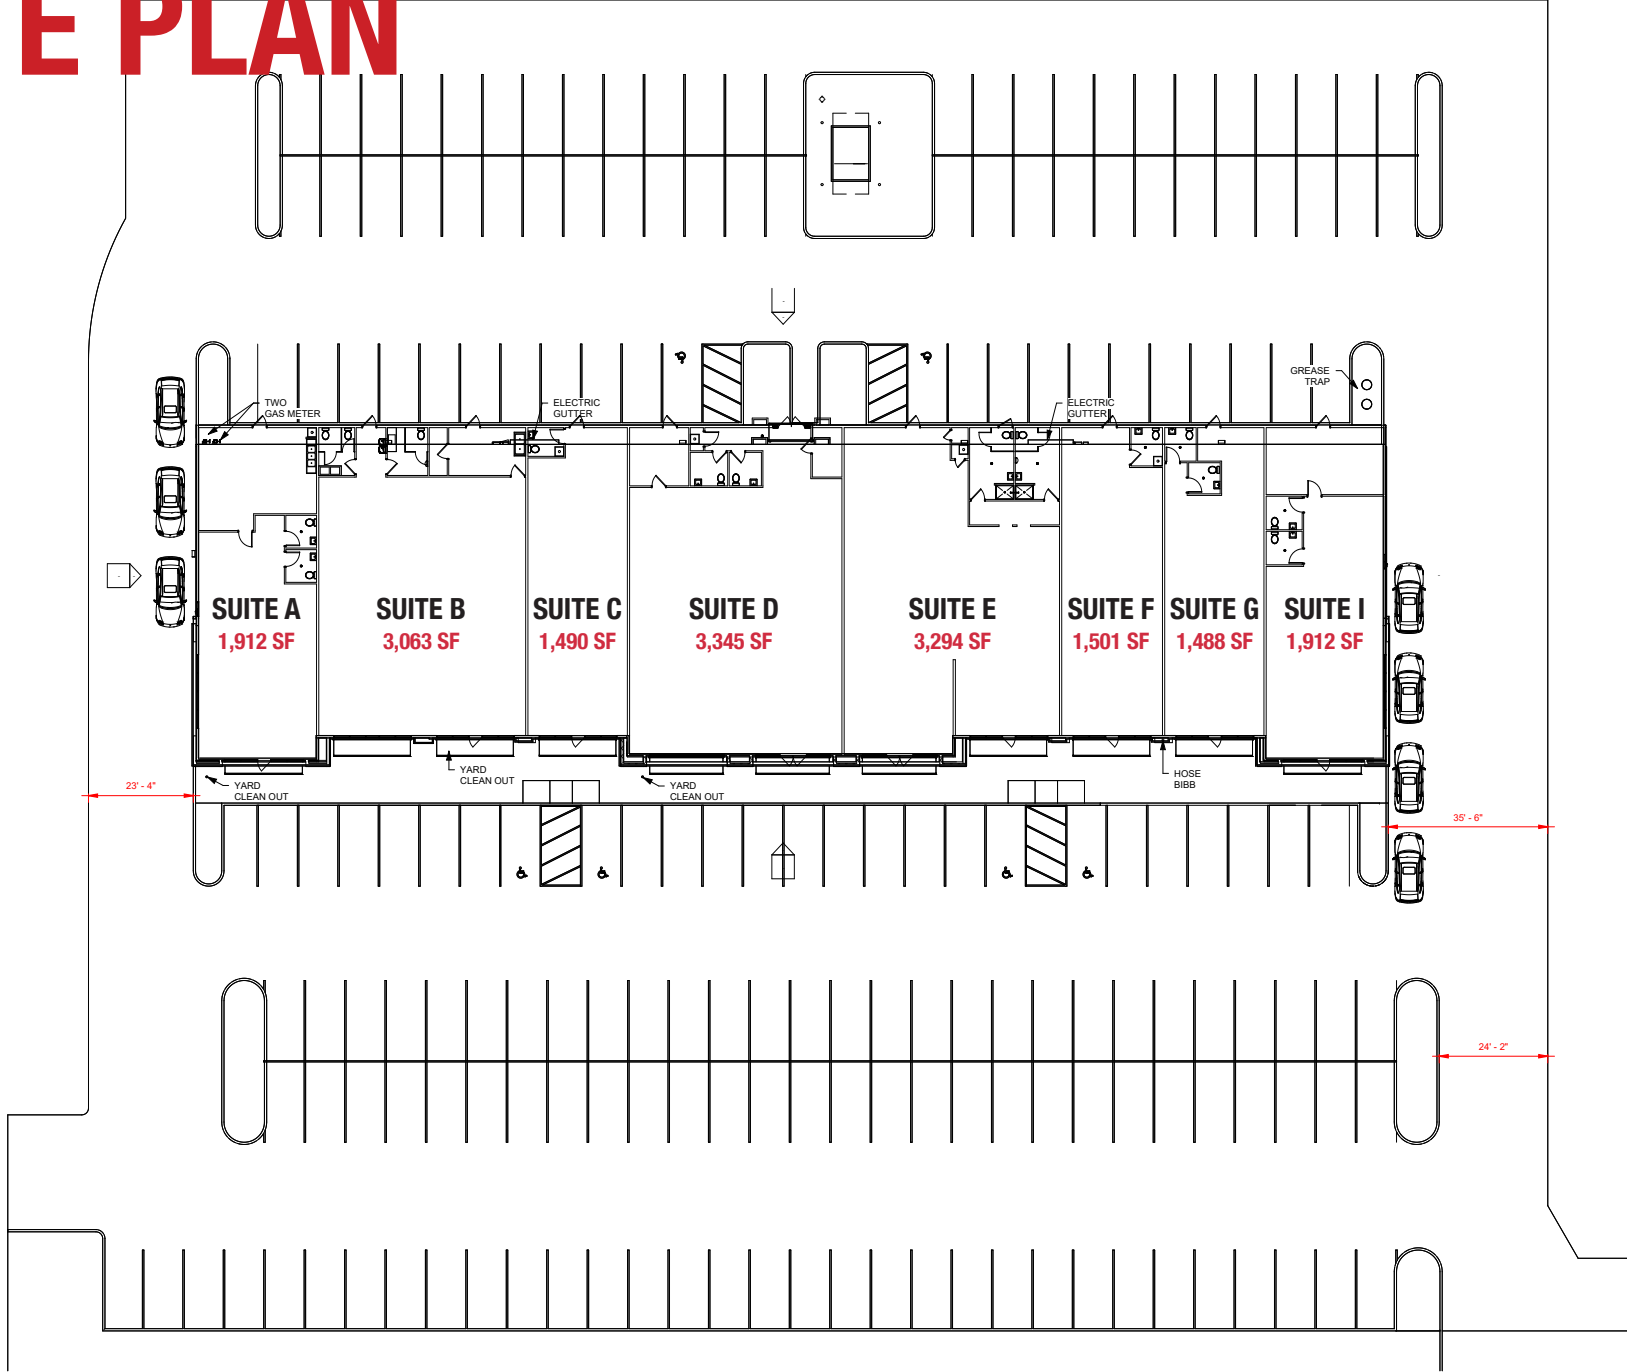 E PLAN
GREASE
TRAP
TWO
GAS METER
ELECTRIC
GUTTER
ELECTRIC
GUTTER
SUITE A
1,912 SF
SUITE B
3,063 SF
SUITE C
1,490 SF
SUITE D
3,345 SF
SUITE E
3,294 SF
SUITE F
1,501 SF
SUITE G
1,488 SF
SUITE I
1,912 SF
YARD
CLEAN OUT
YARD
CLEAN OUT
YARD
CLEAN OUT
HOSE
BIBB
23' - 4"
35' - 6"
24' - 2"